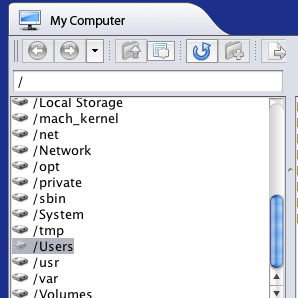 My Computer
/
/Local Storage
/mach_kernel
/net
/Network
/opt
/private
/sbin
/System
/tmp
/Users
/usr
/var
/Volumes